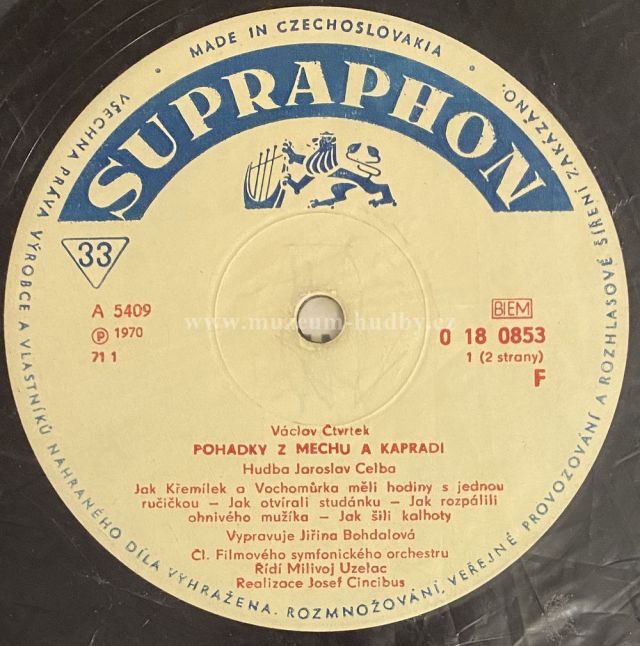 MADE IN CZECHOSLOVAKIA
SUPRAPHON
33
A 5409
Ⓟ 1970
71 1
BIEM
0 18 0853
1 (2 strany)
F
www.muzeum-hudby.cz
Václav Čtvrtek
POHADKY Z MECHU A KAPRADI
Hudba Jaroslav Celba
Jak Křemílek a Vochomůrka měli hodiny s jednou
ručičkou – Jak otvírali studánku – Jak rozpálili
ohnivého mužíka – Jak šili kalhoty
Vypravuje Jiřina Bohdalová
Čl. Filmového symfonického orchestru
Řídí Milivoj Uzelac
Realizace Josef Cincibus
VŠECHNA PRÁVA VÝROBCE A VLASTNÍKŮ NAHRANÉHO DÍLA VYHRAŽENA. ROZMNOŽOVÁNÍ, VEŘEJNÉ PROVOZOVÁNÍ A ROZHLASOVÉ ŠÍŘENÍ ZAKÁZÁNO.